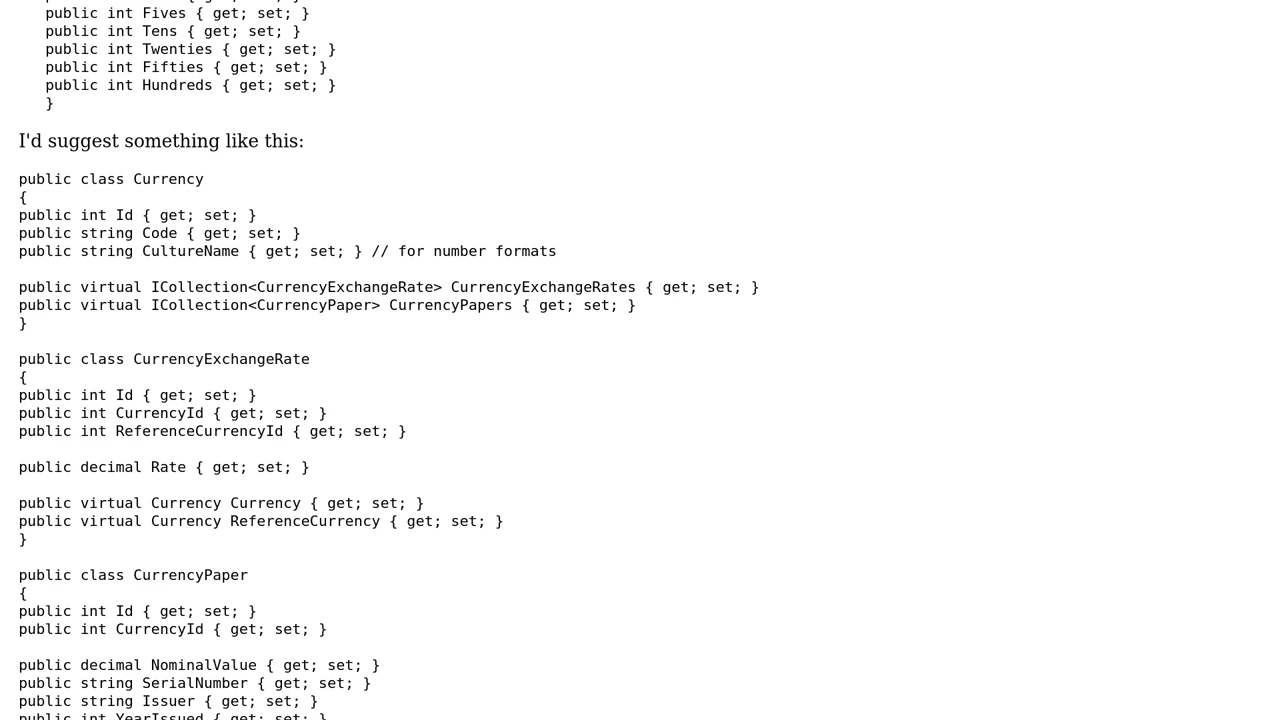 public int Fives { get; set; }
public int Tens { get; set; }
public int Twenties { get; set; }
public int Fifties { get; set; }
public int Hundreds { get; set; }
}
I'd suggest something like this:
public class Currency
{
public int Id { get; set; }
public string Code { get; set; }
public string CultureName { get; set; } // for number formats
public virtual ICollection<CurrencyExchangeRate> CurrencyExchangeRates { get; set; }
public virtual ICollection<CurrencyPaper> CurrencyPapers { get; set; }
}
public class CurrencyExchangeRate
{
public int Id { get; set; }
public int CurrencyId { get; set; }
public int ReferenceCurrencyId { get; set; }
public decimal Rate { get; set; }
public virtual Currency Currency { get; set; }
public virtual Currency ReferenceCurrency { get; set; }
}
public class CurrencyPaper
{
public int Id { get; set; }
public int CurrencyId { get; set; }
public decimal NominalValue { get; set; }
public string SerialNumber { get; set; }
public string Issuer { get; set; }
public int YearIssued { get; set; }